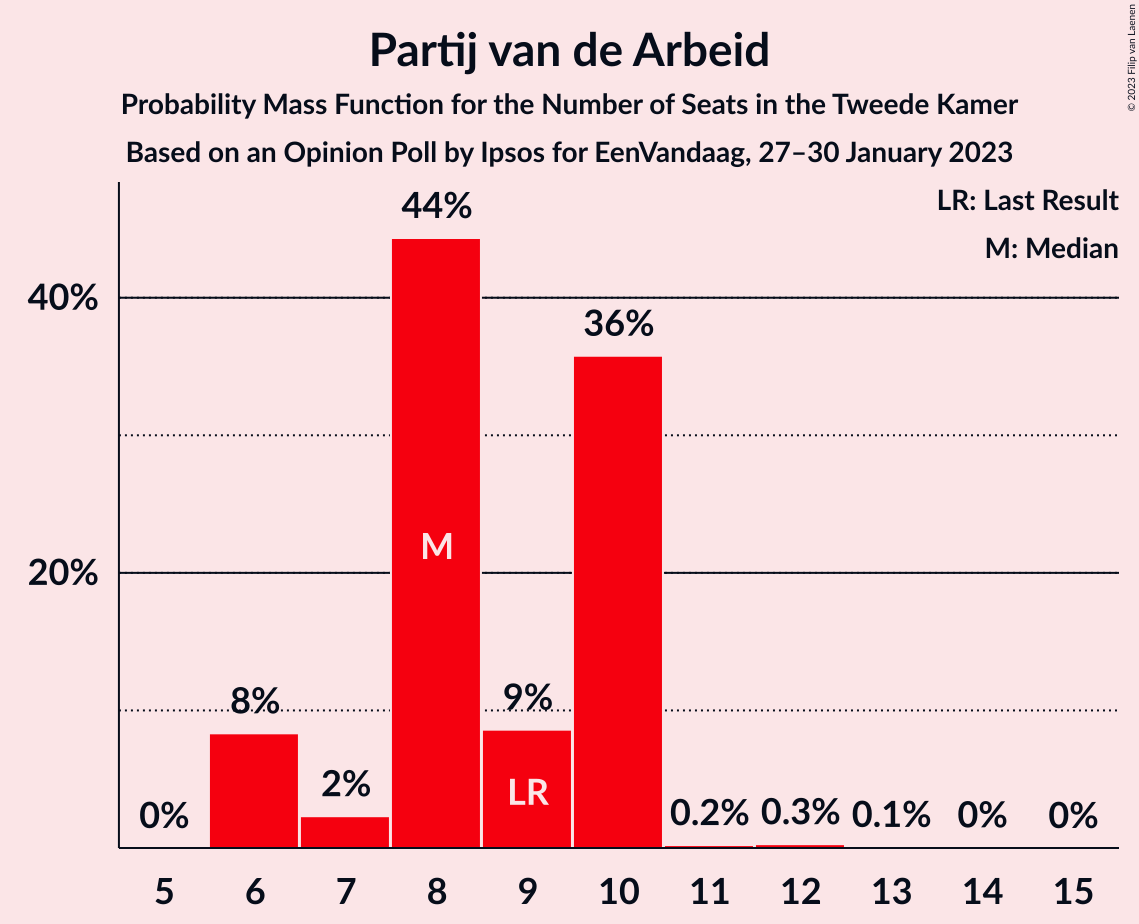 Partij van de Arbeid
Probability Mass Function for the Number of Seats in the Tweede Kamer
Based on an Opinion Poll by Ipsos for EenVandaag, 27–30 January 2023
© 2023 Filip van Laenen
LR: Last Result
M: Median
44%
40%
36%
M
20%
8%
9%
2%
LR
0%
0.2%
0.3%
0.1%
0%
0%
5 6 7 8 9 10 11 12 13 14 15